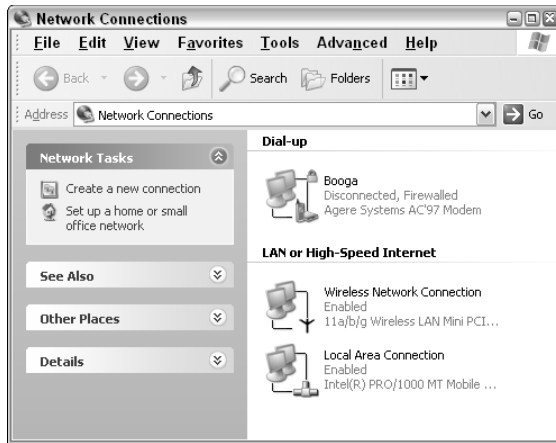 Network Connections
File Edit View Favorites Tools Advanced Help
Back Search Folders
Address Network Connections Go
Network Tasks
Create a new connection
Set up a home or small
office network
See Also
Other Places
Details
Dial-up
Booga
Disconnected, Firewalled
Agere Systems AC'97 Modem
LAN or High-Speed Internet
Wireless Network Connection
Enabled
11a/b/g Wireless LAN Mini PCI...
Local Area Connection
Enabled
Intel(R) PRO/1000 MT Mobile ...